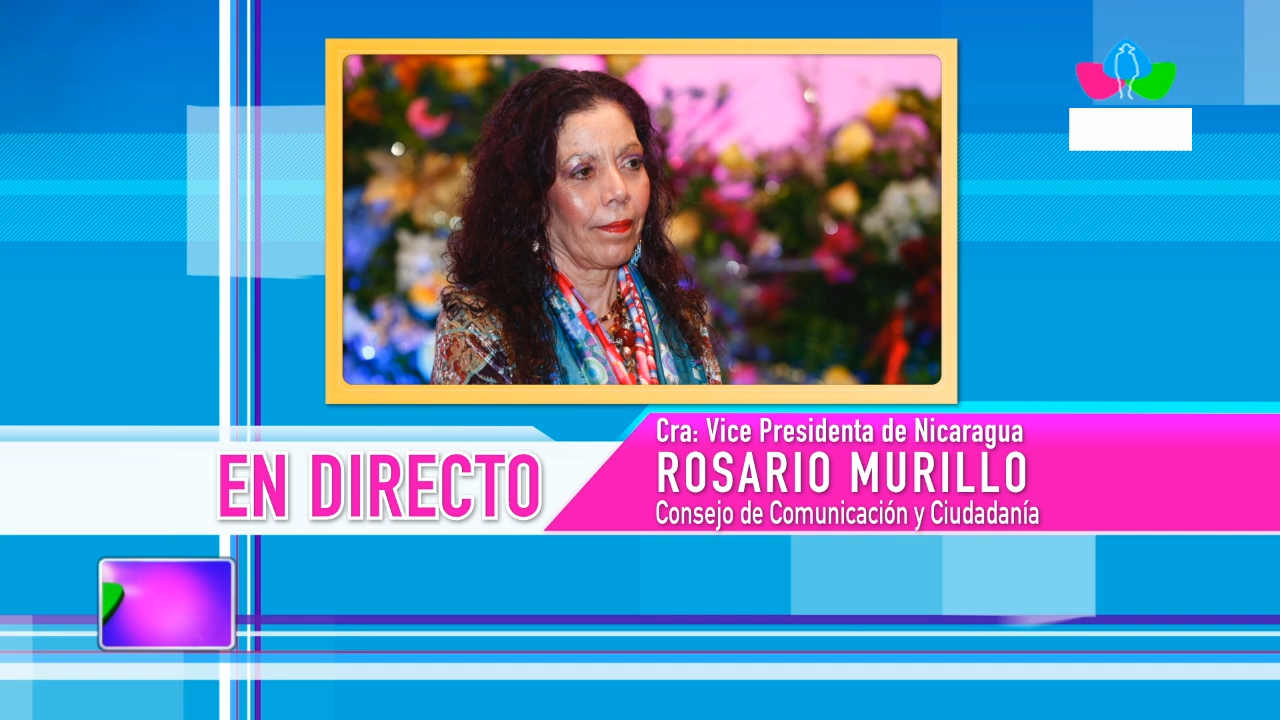 Cra: Vice Presidenta de Nicaragua
ROSARIO MURILLO
Consejo de Comunicación y Ciudadanía
EN DIRECTO